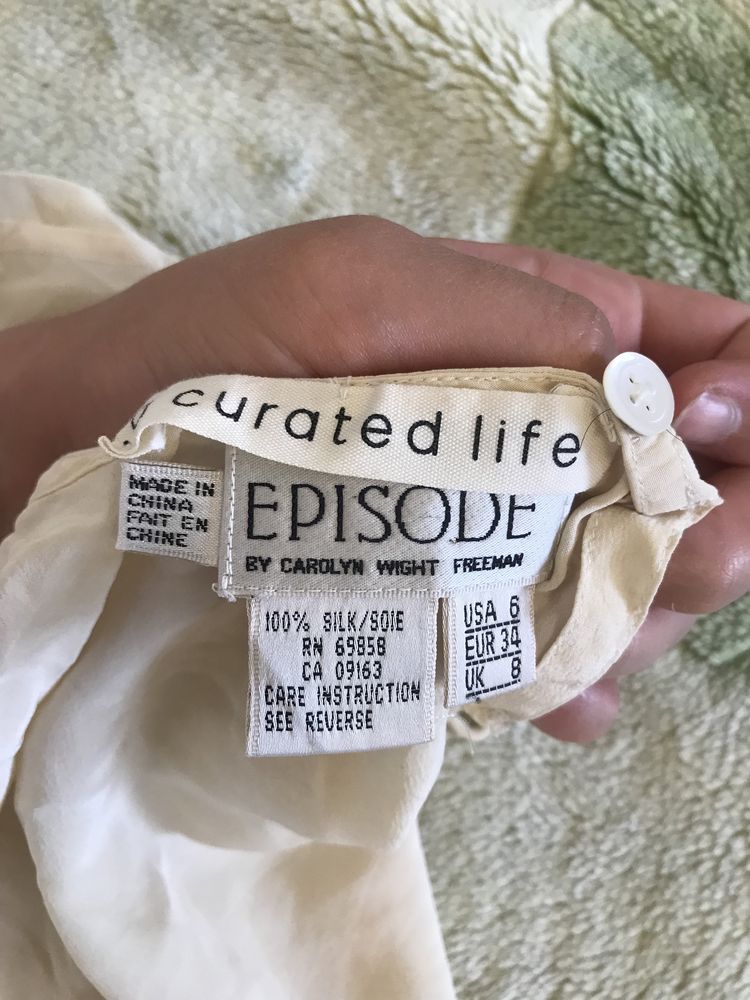 curated life
MADE IN
CHINA
FAIT EN
CHINE
EPISODE
BY CAROLYN WIGHT FREEMAN
100% SILK/SOIE
RN 69858
CA 09163
CARE INSTRUCTION
SEE REVERSE
USA 6
EUR 34
UK 8